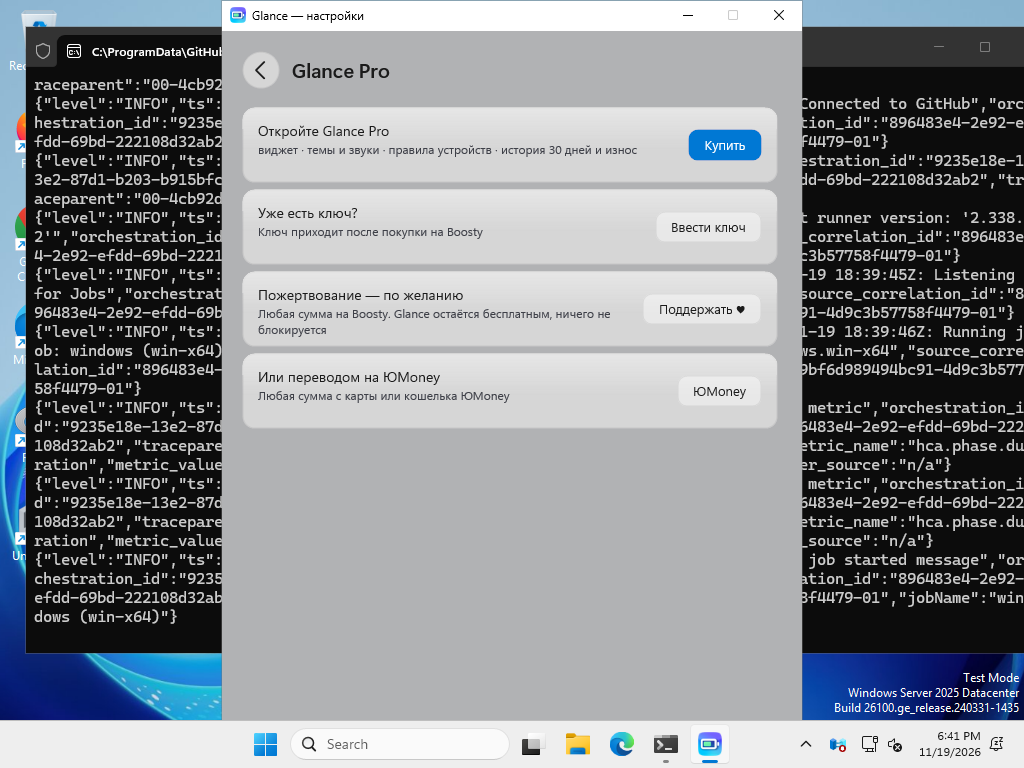 Glance — настройки
Glance Pro
Откройте Glance Pro
виджет · темы и звуки · правила устройств · история 30 дней и износ
Купить
Уже есть ключ?
Ключ приходит после покупки на Boosty
Ввести ключ
Пожертвование — по желанию
Любая сумма на Boosty. Glance остаётся бесплатным, ничего не
блокируется
Поддержать ♥
Или переводом на ЮMoney
Любая сумма с карты или кошелька ЮMoney
ЮMoney
C:\ProgramData\GitHu
raceparent":"00-4cb92
{"level":"INFO","ts": Connected to GitHub","orc
hestration_id":"9235e
fdd-69bd-222108d32ab2 f4479-01"}
{"level":"INFO","ts":
3e2-87d1-b203-b915bfc
aceparent":"00-4cb92d
{"level":"INFO","ts": t runner version: '2.338.
2'","orchestration_id _correlation_id":"896483e
4-2e92-efdd-69bd-2221 c3b57758f4479-01"}
{"level":"INFO","ts": -19 18:39:45Z: Listening
for Jobs","orchestrat source_correlation_id":"8
96483e4-2e92-efdd-69b 91-4d9c3b57758f4479-01"}
{"level":"INFO","ts": 1-19 18:39:46Z: Running j
ob: windows (win-x64) ws.win-x64","source_corre
lation_id":"896483e4- 9bf6d989494bc91-4d9c3b577
58f4479-01"}
{"level":"INFO","ts": metric","orchestration_i
d":"9235e18e-13e2-87d 6483e4-2e92-efdd-69bd-222
108d32ab2","tracepare etric_name":"hca.phase.du
ration","metric_value er_source":"n/a"}
{"level":"INFO","ts": metric","orchestration_i
d":"9235e18e-13e2-87d 6483e4-2e92-efdd-69bd-222
108d32ab2","tracepare etric_name":"hca.phase.du
ration","metric_value _source":"n/a"}
{"level":"INFO","ts": job started message","or
chestration_id":"9235 ation_id":"896483e4-2e92-
efdd-69bd-222108d32ab 8f4479-01","jobName":"win
dows (win-x64)"}
Test Mode
Windows Server 2025 Datacenter
Build 26100.ge_release.240331-1435
Search
6:41 PM
11/19/2026